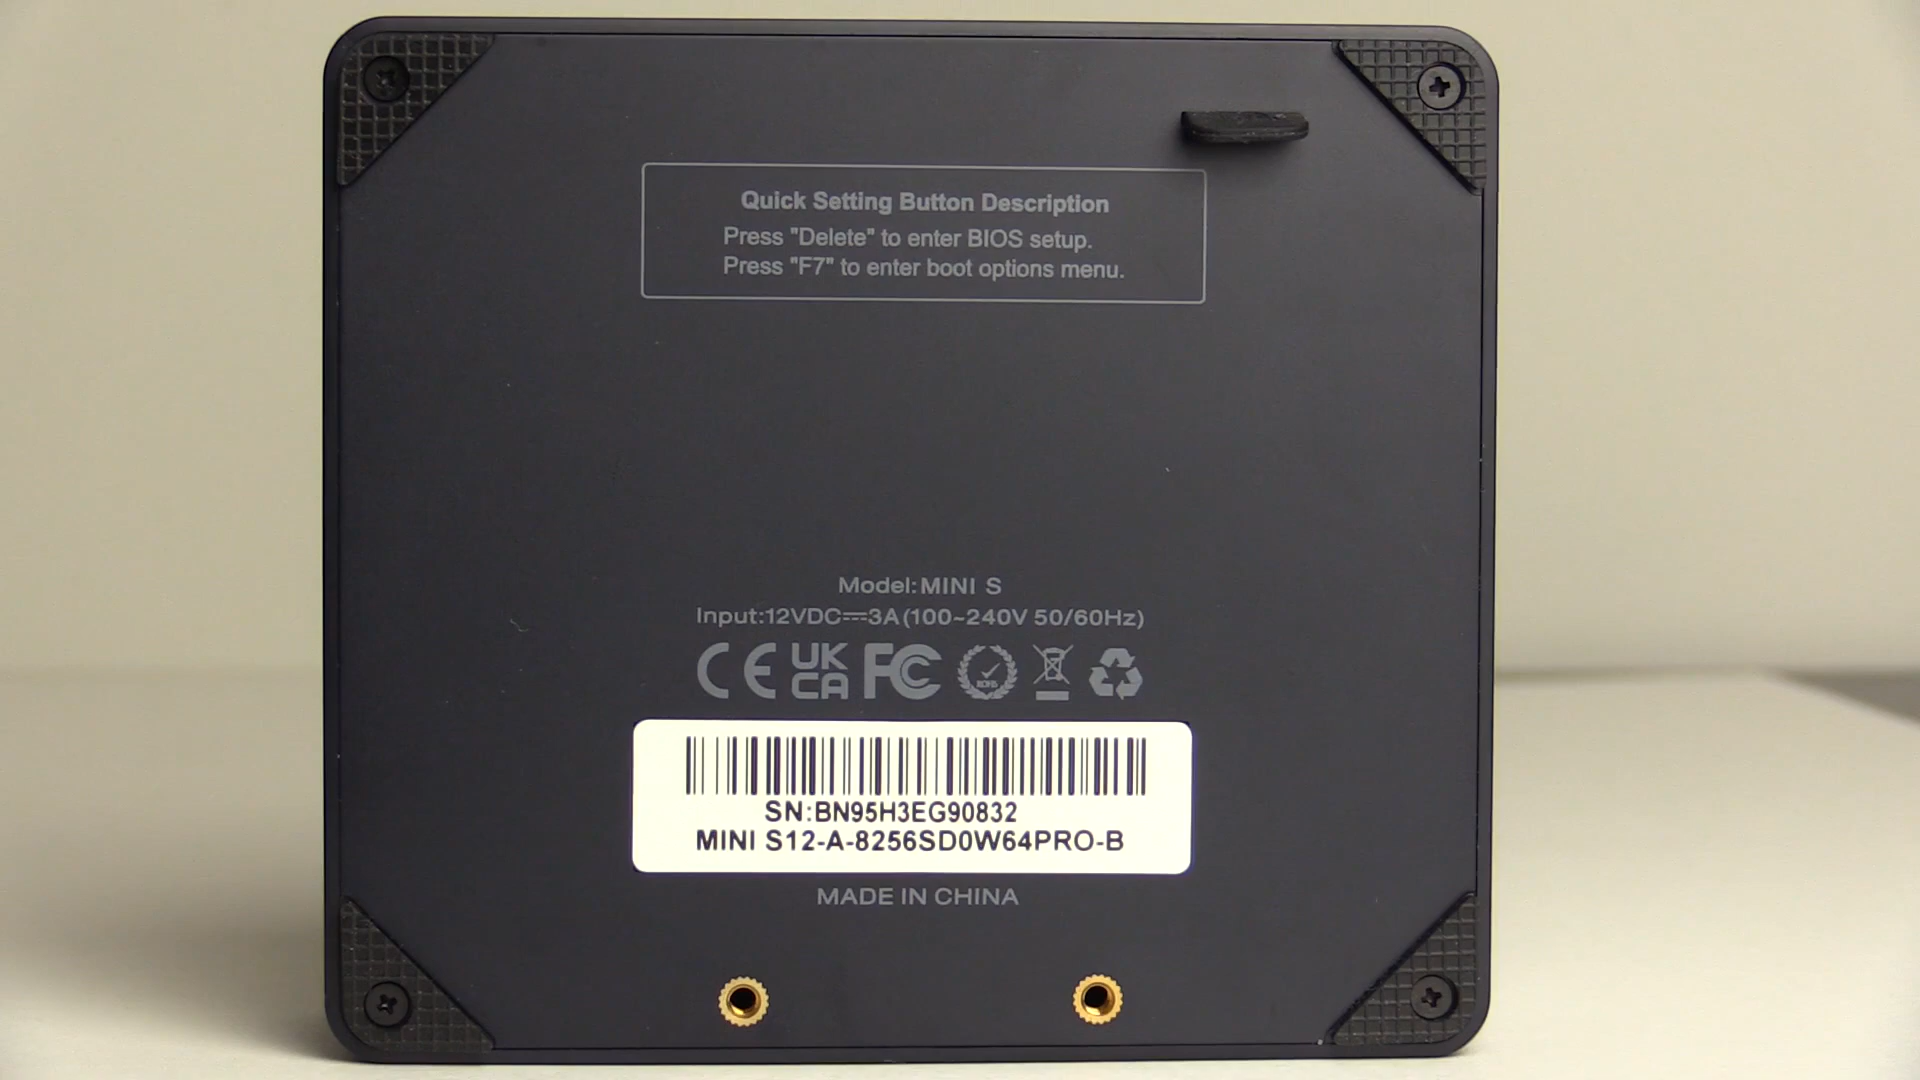 Quick Setting Button Description
Press "Delete" to enter BIOS setup.
Press "F7" to enter boot options menu.
Model:MINI S
Input:12VDC⎓3A(100~240V 50/60Hz)
CE UK CA FC ROHS
SN:BN95H3EG90832
MINI S12-A-8256SD0W64PRO-B
MADE IN CHINA